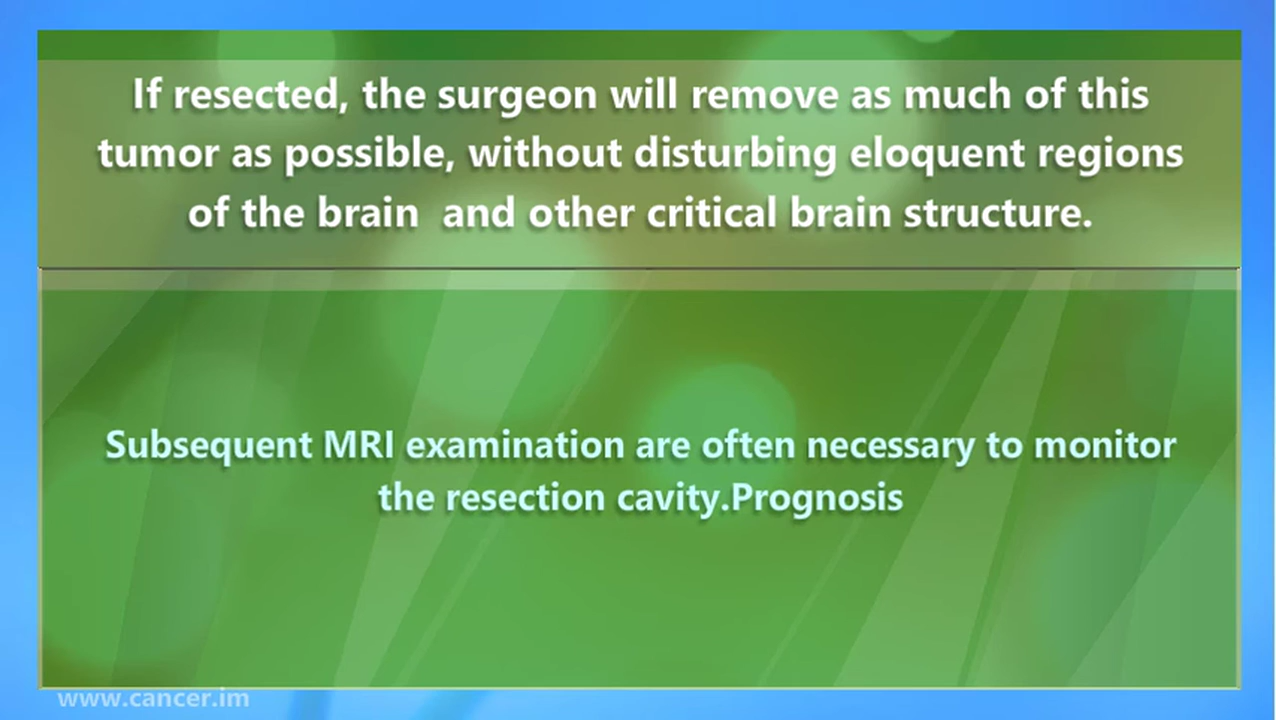 If resected, the surgeon will remove as much of this
tumor as possible, without disturbing eloquent regions
of the brain  and other critical brain structure.
Subsequent MRI examination are often necessary to monitor
the resection cavity.Prognosis
www.cancer.im